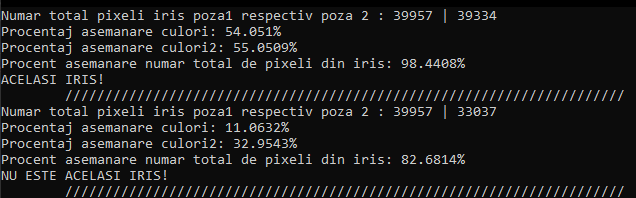 Numar total pixeli iris poza1 respectiv poza 2 : 39957 | 39334
Procentaj asemanare culori: 54.051%
Procentaj asemanare culori2: 55.0509%
Procent asemanare numar total de pixeli din iris: 98.4408%
ACELASI IRIS!
//////////////////////////////////////////////////////////////////////
Numar total pixeli iris poza1 respectiv poza 2 : 39957 | 33037
Procentaj asemanare culori: 11.0632%
Procentaj asemanare culori2: 32.9543%
Procent asemanare numar total de pixeli din iris: 82.6814%
NU ESTE ACELASI IRIS!
//////////////////////////////////////////////////////////////////////